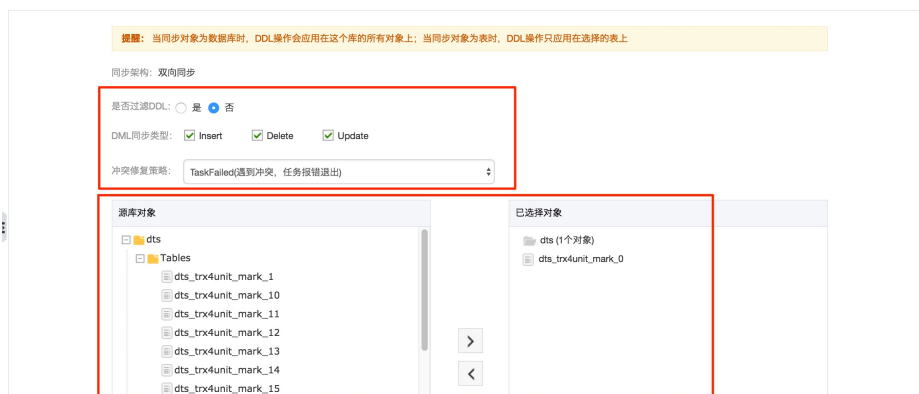 提醒： 当同步对象为数据库时，DDL操作会应用在这个库的所有对象上；当同步对象为表时，DDL操作只应用在选择的表上
同步架构：双向同步
是否过滤DDL: 是 否
DML同步类型: Insert Delete Update
冲突修复策略: TaskFailed(遇到冲突，任务报错退出)
源库对象 已选择对象
dts dts (1个对象)
Tables dts_trx4unit_mark_0
dts_trx4unit_mark_1
dts_trx4unit_mark_10
dts_trx4unit_mark_11
dts_trx4unit_mark_12
dts_trx4unit_mark_13
dts_trx4unit_mark_14
dts_trx4unit_mark_15